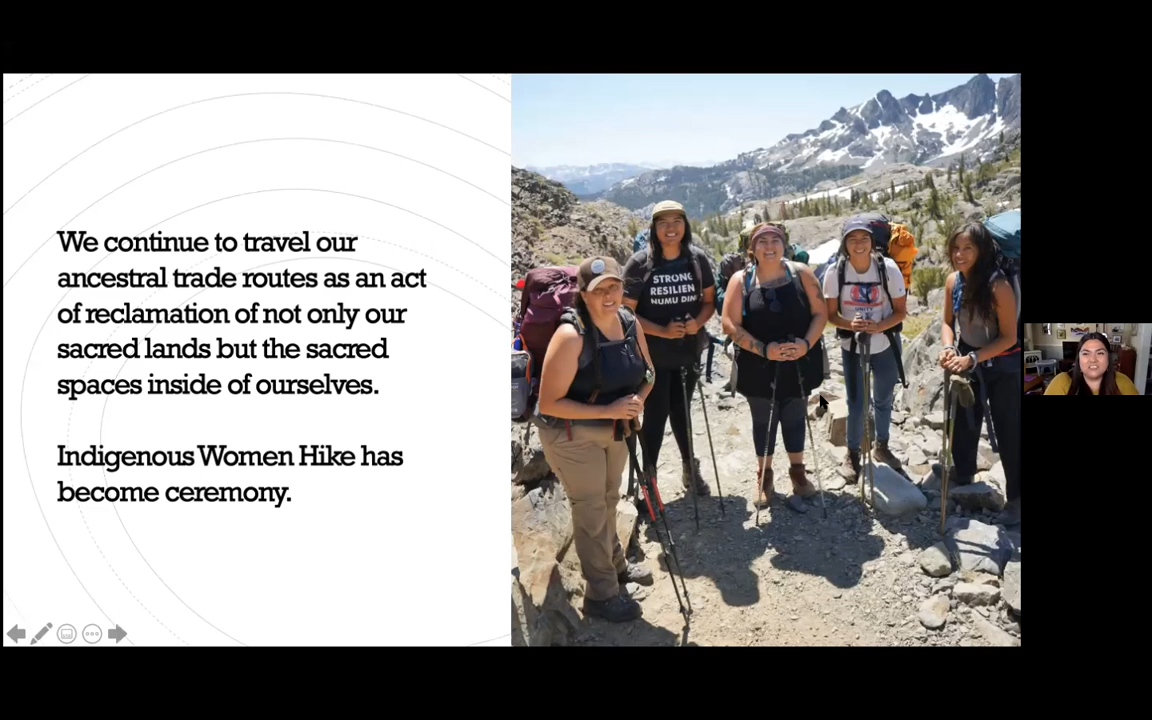 We continue to travel our
ancestral trade routes as an act
of reclamation of not only our
sacred lands but the sacred
spaces inside of ourselves.
Indigenous Women Hike has
become ceremony.
STRONG
RESILIEN
NUMU